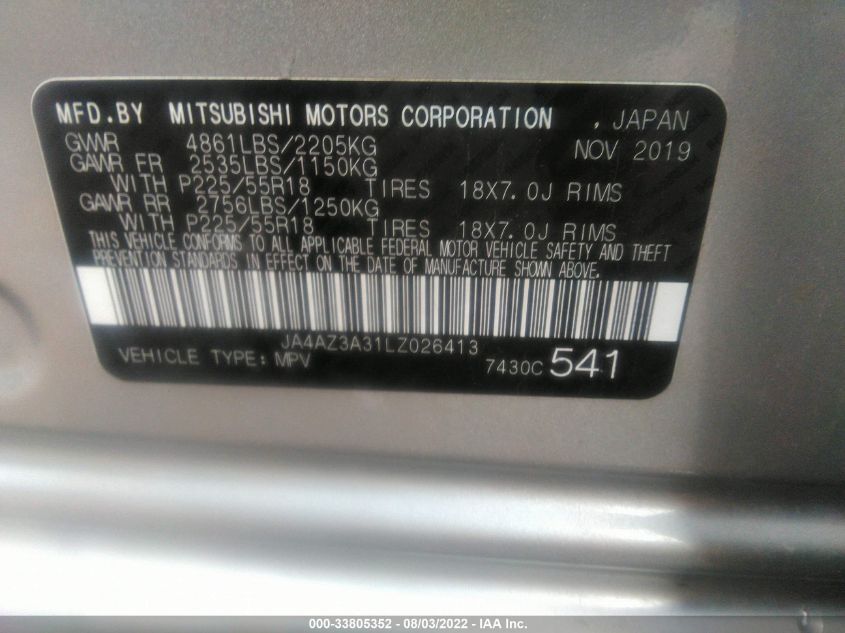 MFD.BY MITSUBISHI MOTORS CORPORATION , JAPAN
GVWR 4861LBS/2205KG NOV 2019
GAWR FR 2535LBS/1150KG
WITH P225/55R18 TIRES 18X7.0J RIMS
GAWR RR 2756LBS/1250KG
WITH P225/55R18 TIRES 18X7.0J RIMS
THIS VEHICLE CONFORMS TO ALL APPLICABLE FEDERAL MOTOR VEHICLE SAFETY AND THEFT
PREVENTION STANDARDS IN EFFECT ON THE DATE OF MANUFACTURE SHOWN ABOVE.
JA4AZ3A31LZ026413
VEHICLE TYPE: MPV 7430C 541
000-33805352 - 08/03/2022 - IAA Inc.